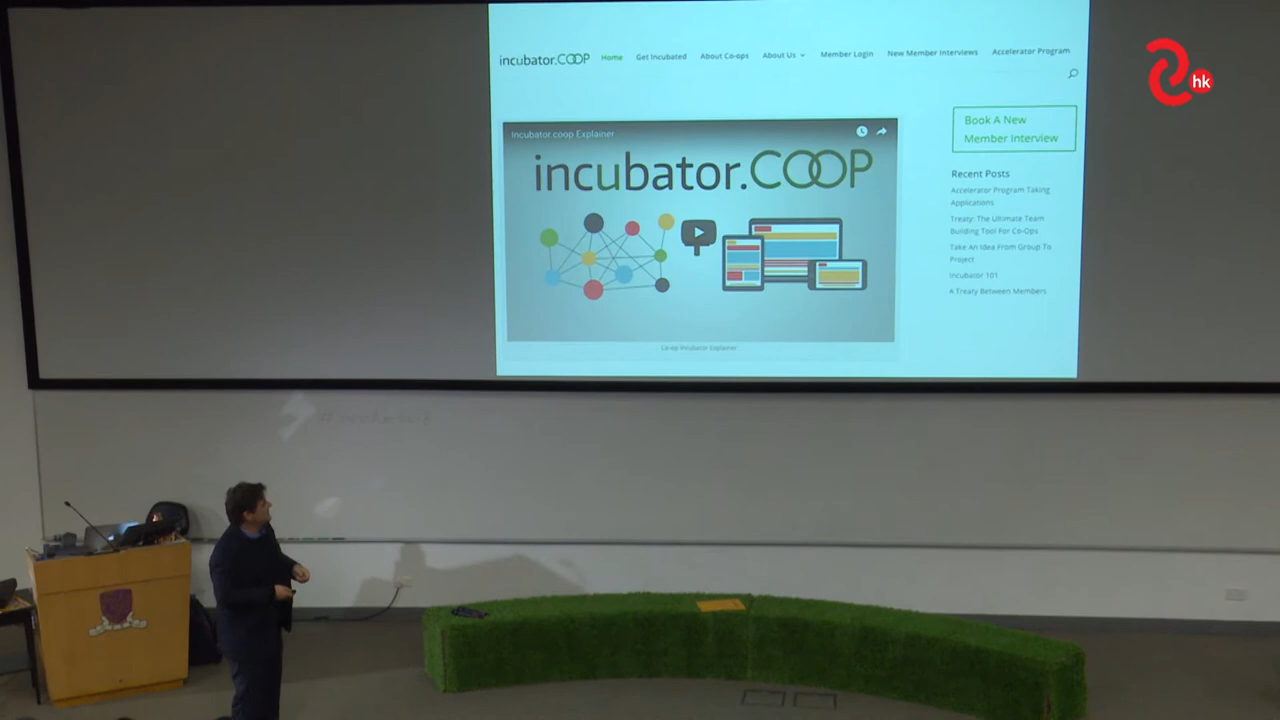 incubator.COOP
Home
Get Incubated
About Co-ops
About Us
Member Login
New Member Interviews
Accelerator Program
hk
Book A New
Member Interview
incubator.coop Explainer
incubator.COOP
Recent Posts
Accelerator Program Taking
Applications
Treaty: The Ultimate Team
Building Tool For Co-Ops
Take An Idea From Group To
Project
Incubator 101
A Treaty Between Members
Co-op Incubator Explainer